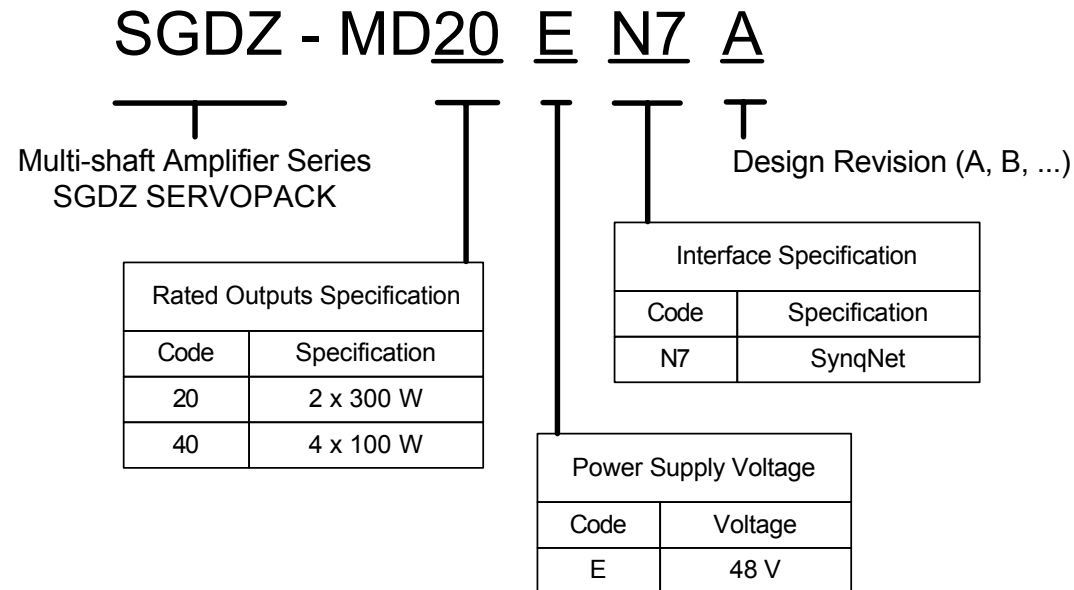 SGDZ - MD20 E N7 A
Multi-shaft Amplifier Series
SGDZ SERVOPACK
Design Revision (A, B, ...)
Rated Outputs Specification
Code Specification
20 2 x 300 W
40 4 x 100 W
Interface Specification
Code Specification
N7 SynqNet
Power Supply Voltage
Code Voltage
E 48 V